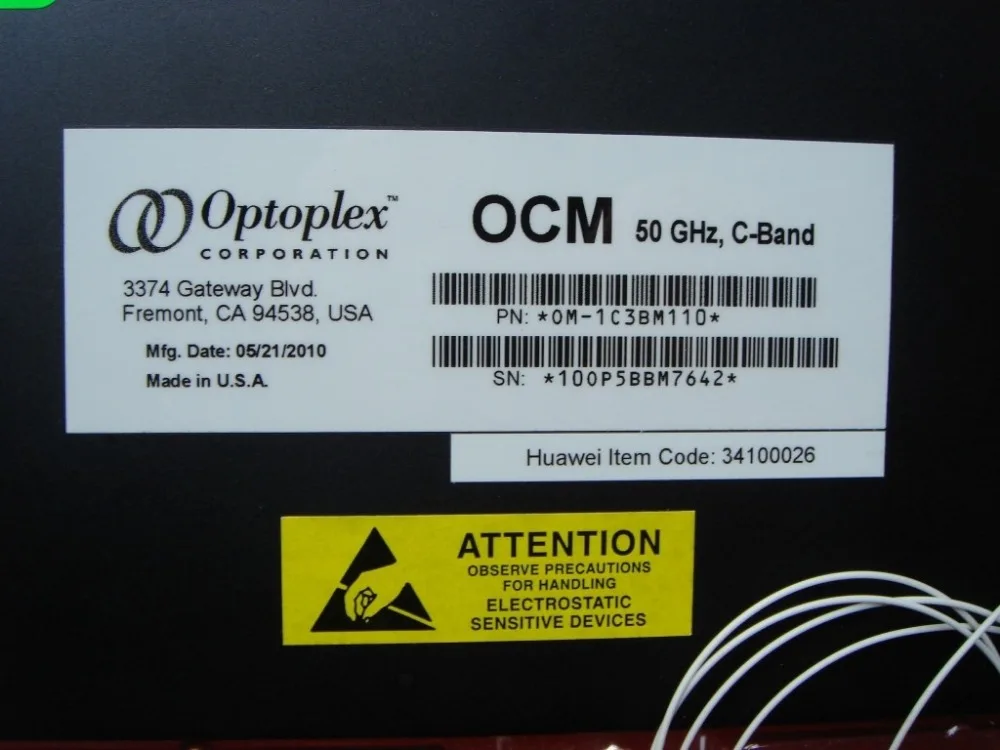 Optoplex™
CORPORATION
3374 Gateway Blvd.
Fremont, CA 94538, USA
Mfg. Date: 05/21/2010
Made in U.S.A.
OCM 50 GHz, C-Band
PN: *OM-1C3BM110*
SN: *100P5BBM7642*
Huawei Item Code: 34100026
ATTENTION
OBSERVE PRECAUTIONS
FOR HANDLING
ELECTROSTATIC
SENSITIVE DEVICES